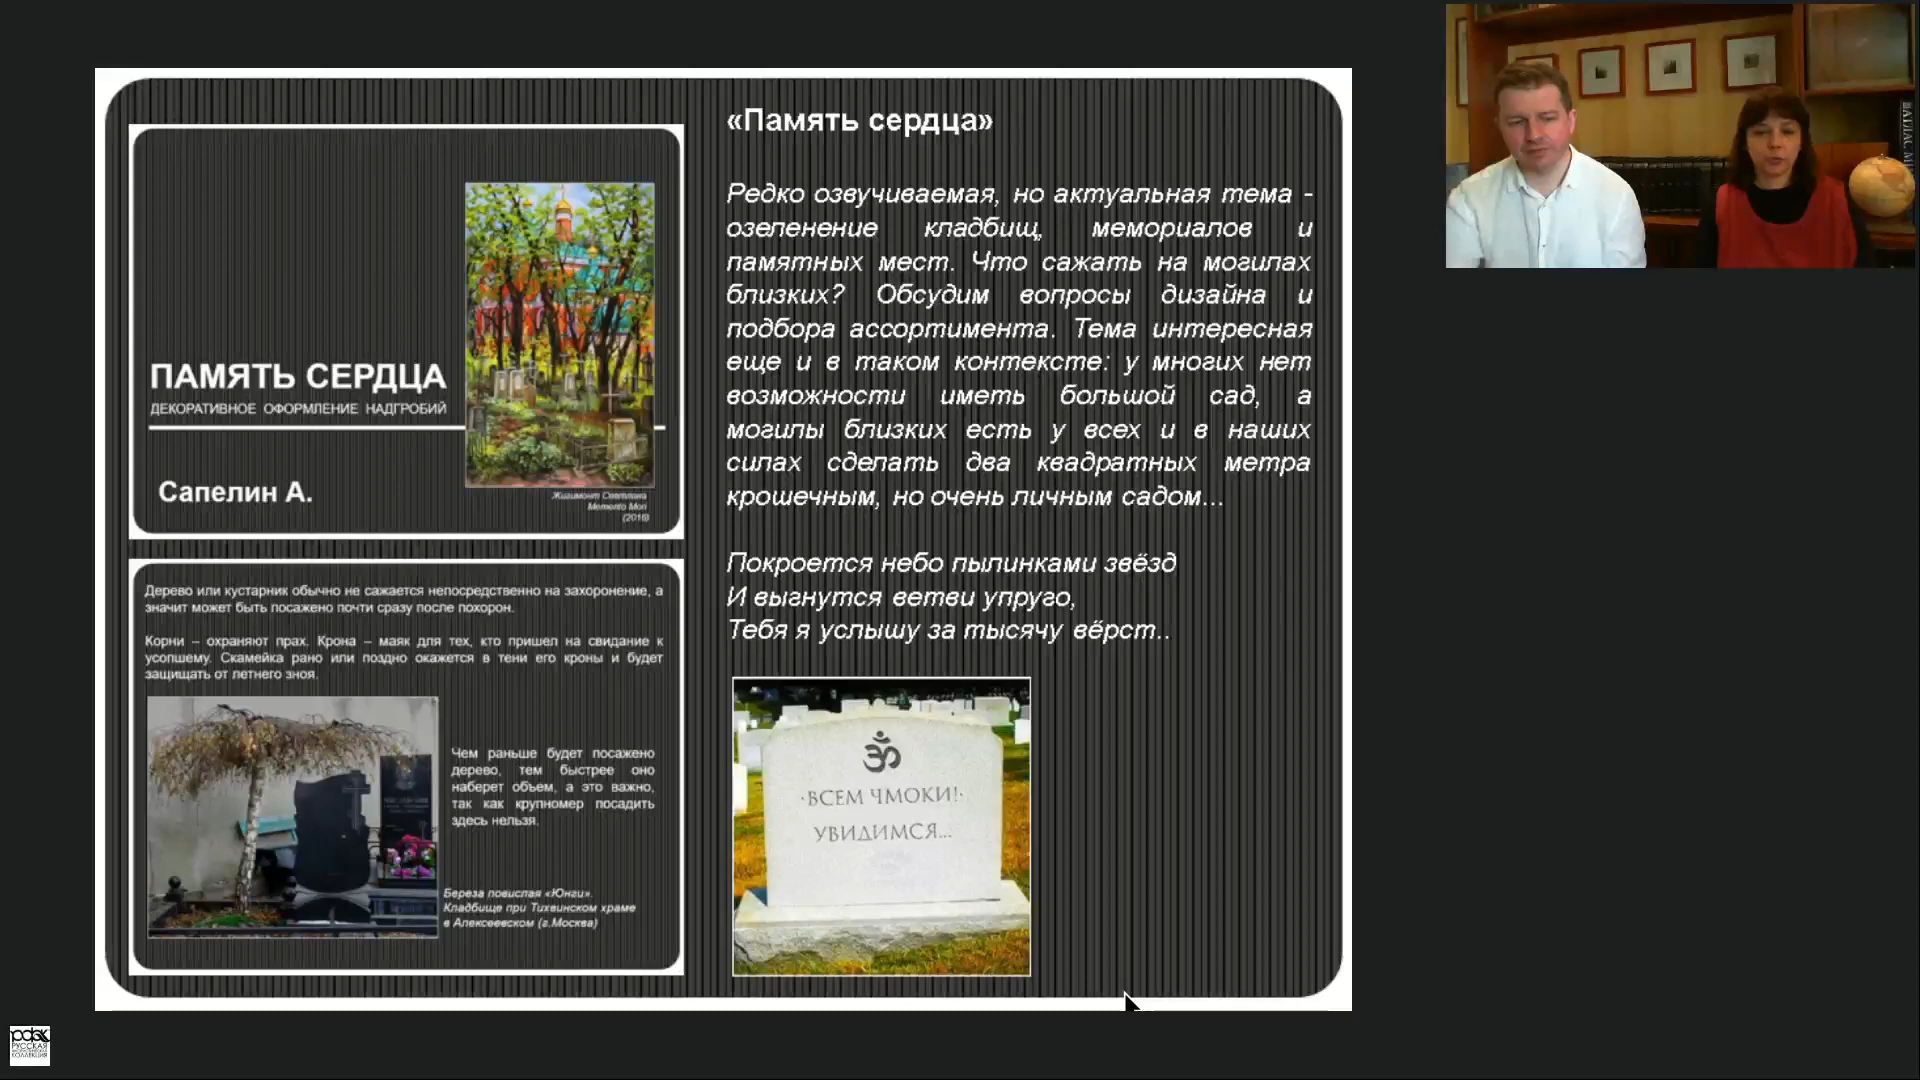 ПАМЯТЬ СЕРДЦА
ДЕКОРАТИВНОЕ ОФОРМЛЕНИЕ НАДГРОБИЙ
Сапелин А.
Жигимонт Светлана
Memento Mori
(2016)
Дерево или кустарник обычно не сажается непосредственно на захоронение, а
значит может быть посажено почти сразу после похорон.
Корни – охраняют прах. Крона – маяк для тех, кто пришел на свидание к
усопшему. Скамейка рано или поздно окажется в тени его кроны и будет
защищать от летнего зноя.
Чем раньше будет посажено
дерево, тем быстрее оно
наберет объем, а это важно,
так как крупномер посадить
здесь нельзя.
Береза повислая «Юнги».
Кладбище при Тихвинском храме
в Алексеевском (г.Москва)
«Память сердца»
Редко озвучиваемая, но актуальная тема -
озеленение кладбищ, мемориалов и
памятных мест. Что сажать на могилах
близких? Обсудим вопросы дизайна и
подбора ассортимента. Тема интересная
еще и в таком контексте: у многих нет
возможности иметь большой сад, а
могилы близких есть у всех и в наших
силах сделать два квадратных метра
крошечным, но очень личным садом...
Покроется небо пылинками звёзд
И выгнутся ветви упруго,
Тебя я услышу за тысячу вёрст..
ॐ
·ВСЕМ ЧМОКИ!·
УВИДИМСЯ...
РУССКАЯ
КОЛЛЕКЦИЯ